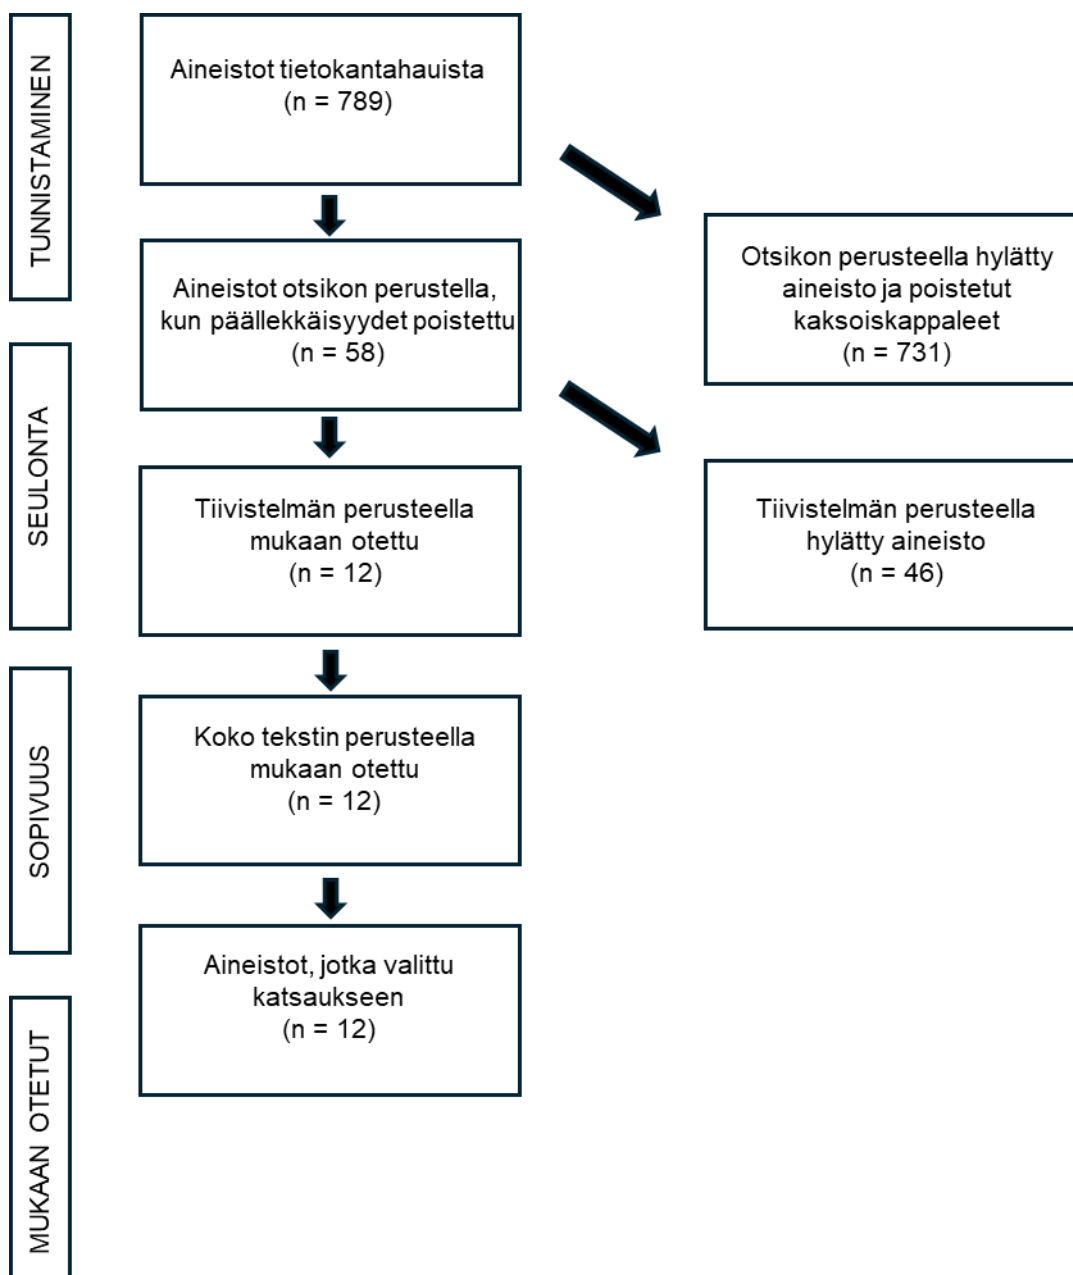 TUNNISTAMINEN
Aineistot tietokantahauista
(n = 789)
Otsikon perusteella hylätty
aineisto ja poistetut
kaksoiskappaleet
(n = 731)
Aineistot otsikon perustella,
kun päällekkäisyydet poistettu
(n = 58)
SEULONTA
Tiivistelmän perusteella
mukaan otettu
(n = 12)
Tiivistelmän perusteella
hylätty aineisto
(n = 46)
SOPIVUUS
Koko tekstin perusteella
mukaan otettu
(n = 12)
Aineistot, jotka valittu
katsaukseen
(n = 12)
MUKAAN OTETUT